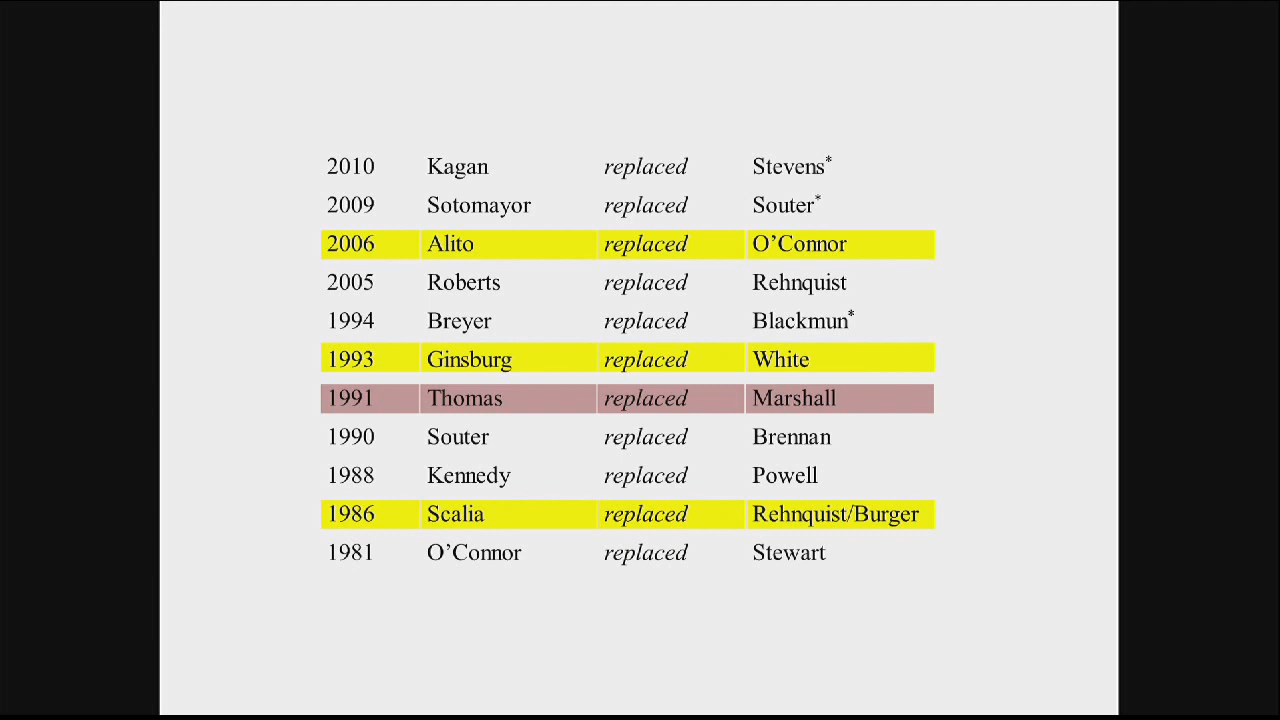 2010 Kagan replaced Stevens*
2009 Sotomayor replaced Souter*
2006 Alito replaced O’Connor
2005 Roberts replaced Rehnquist
1994 Breyer replaced Blackmun*
1993 Ginsburg replaced White
1991 Thomas replaced Marshall
1990 Souter replaced Brennan
1988 Kennedy replaced Powell
1986 Scalia replaced Rehnquist/Burger
1981 O’Connor replaced Stewart